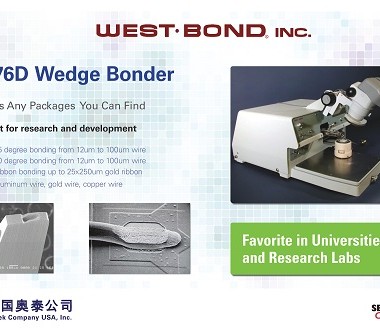 WEST·BOND® INC.
76D Wedge Bonder
s Any Packages You Can Find
t for research and development
5 degree bonding from 12um to 100um wire
0 degree bonding from 12um to 100um wire
bbon bonding up to 25x250um gold ribbon
uminum wire, gold wire, copper wire
Favorite in Universitie
and Research Labs
国奥泰公司
ek Company USA, Inc.
SE